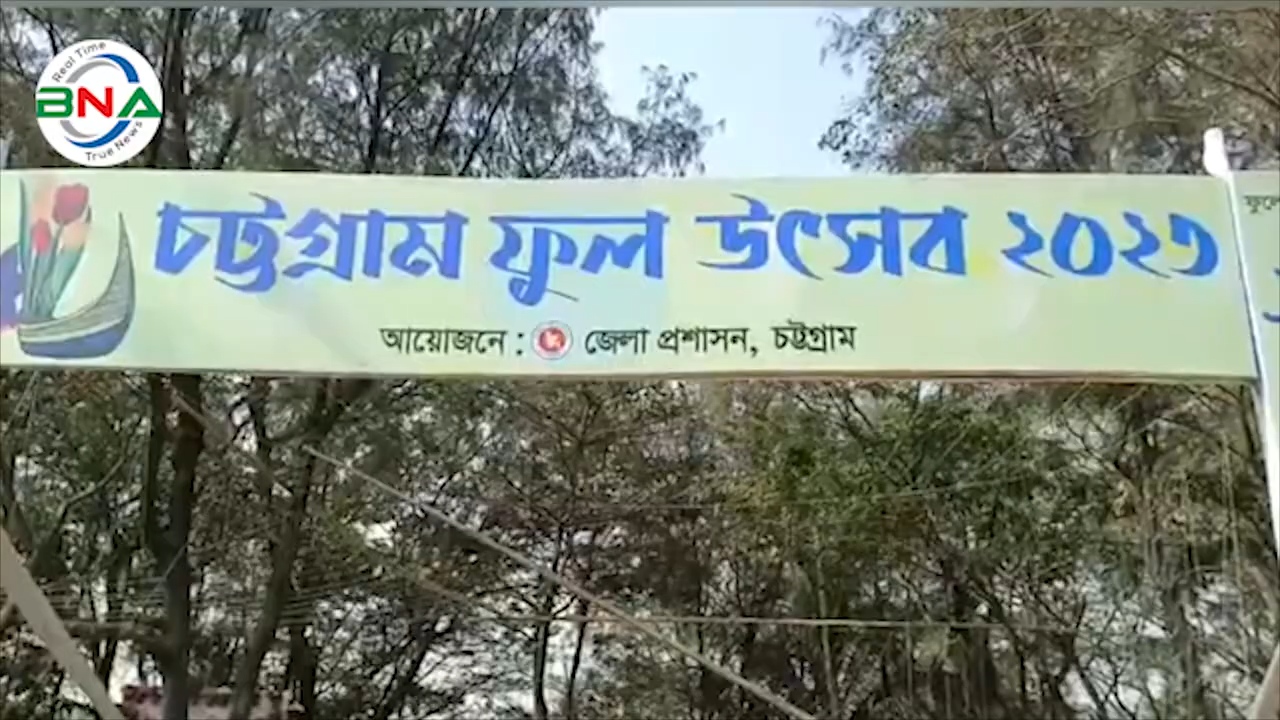 Real Time
BNA
True News
চট্টগ্রাম ফুল উৎসব ২০২৩
আয়োজনে : জেলা প্রশাসন, চট্টগ্রাম